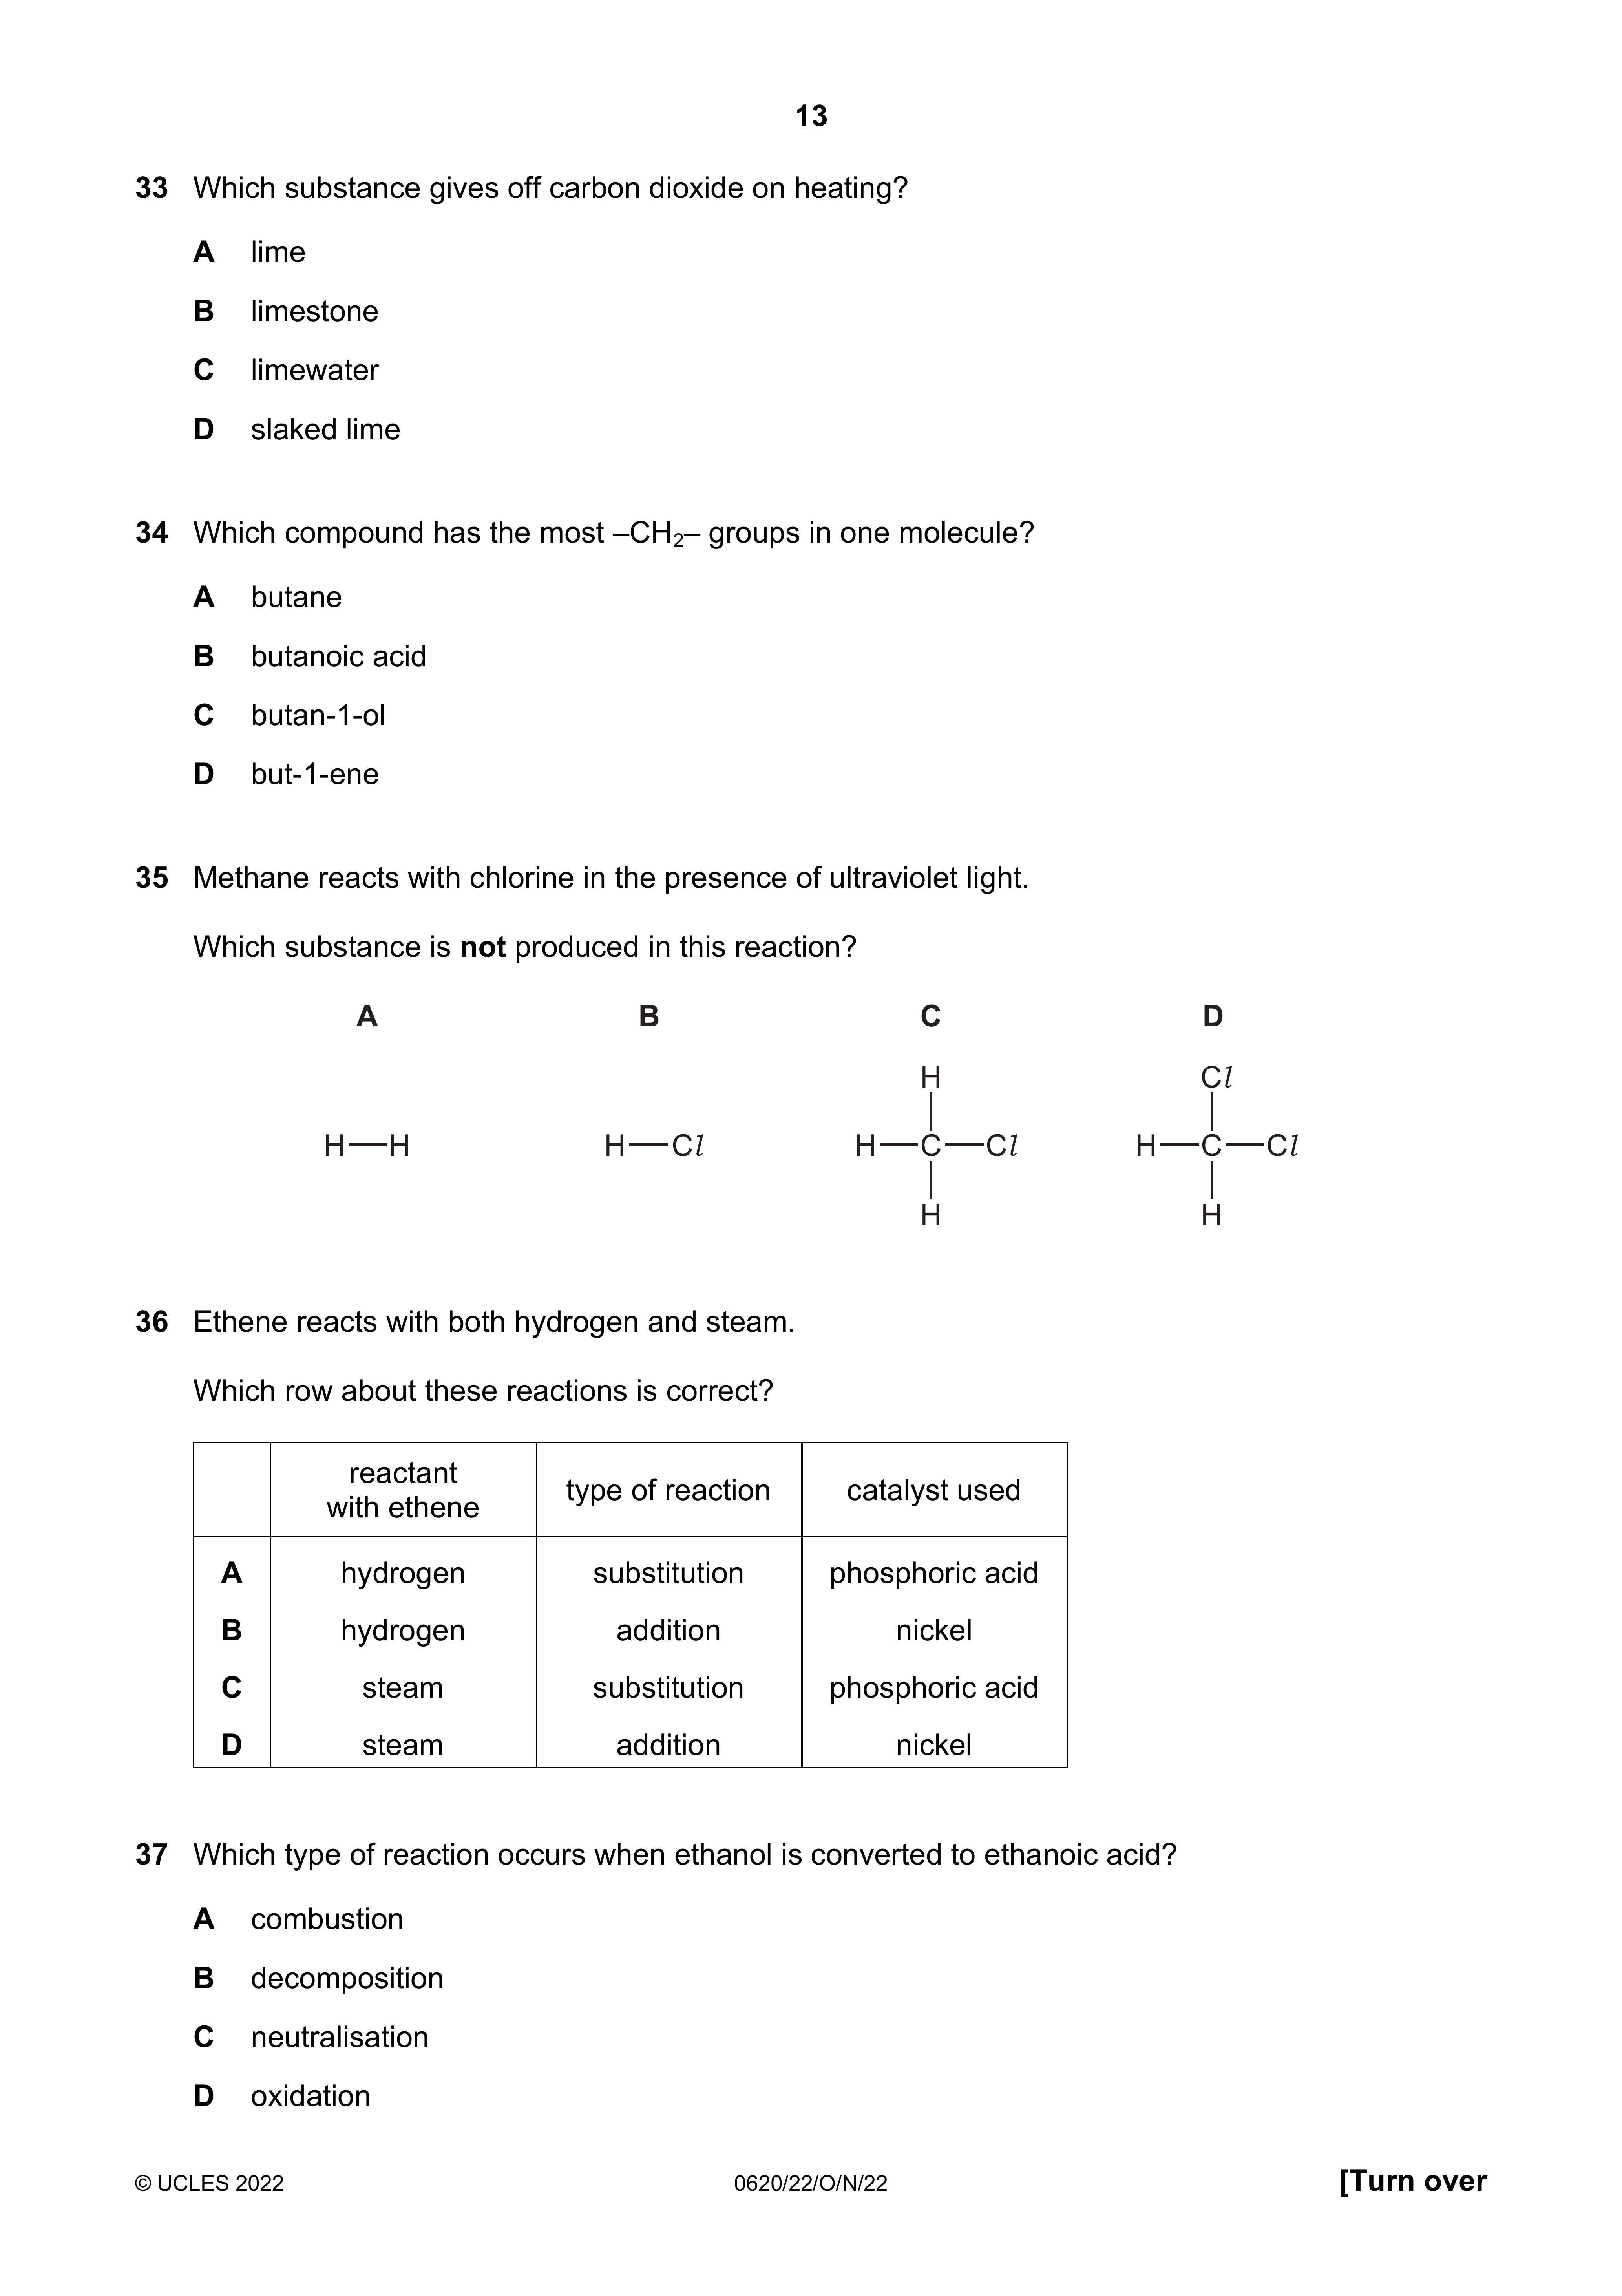 13
33 Which substance gives off carbon dioxide on heating?
A lime
B limestone
C limewater
D slaked lime
34 Which compound has the most –CH₂– groups in one molecule?
A butane
B butanoic acid
C butan-1-ol
D but-1-ene
35 Methane reacts with chlorine in the presence of ultraviolet light.
Which substance is not produced in this reaction?
A B C D
H Cl
H—H H—Cl H—C—Cl H—C—Cl
H H
36 Ethene reacts with both hydrogen and steam.
Which row about these reactions is correct?
reactant
with ethene type of reaction catalyst used
A hydrogen substitution phosphoric acid
B hydrogen addition nickel
C steam substitution phosphoric acid
D steam addition nickel
37 Which type of reaction occurs when ethanol is converted to ethanoic acid?
A combustion
B decomposition
C neutralisation
D oxidation
© UCLES 2022 0620/22/O/N/22 [Turn over